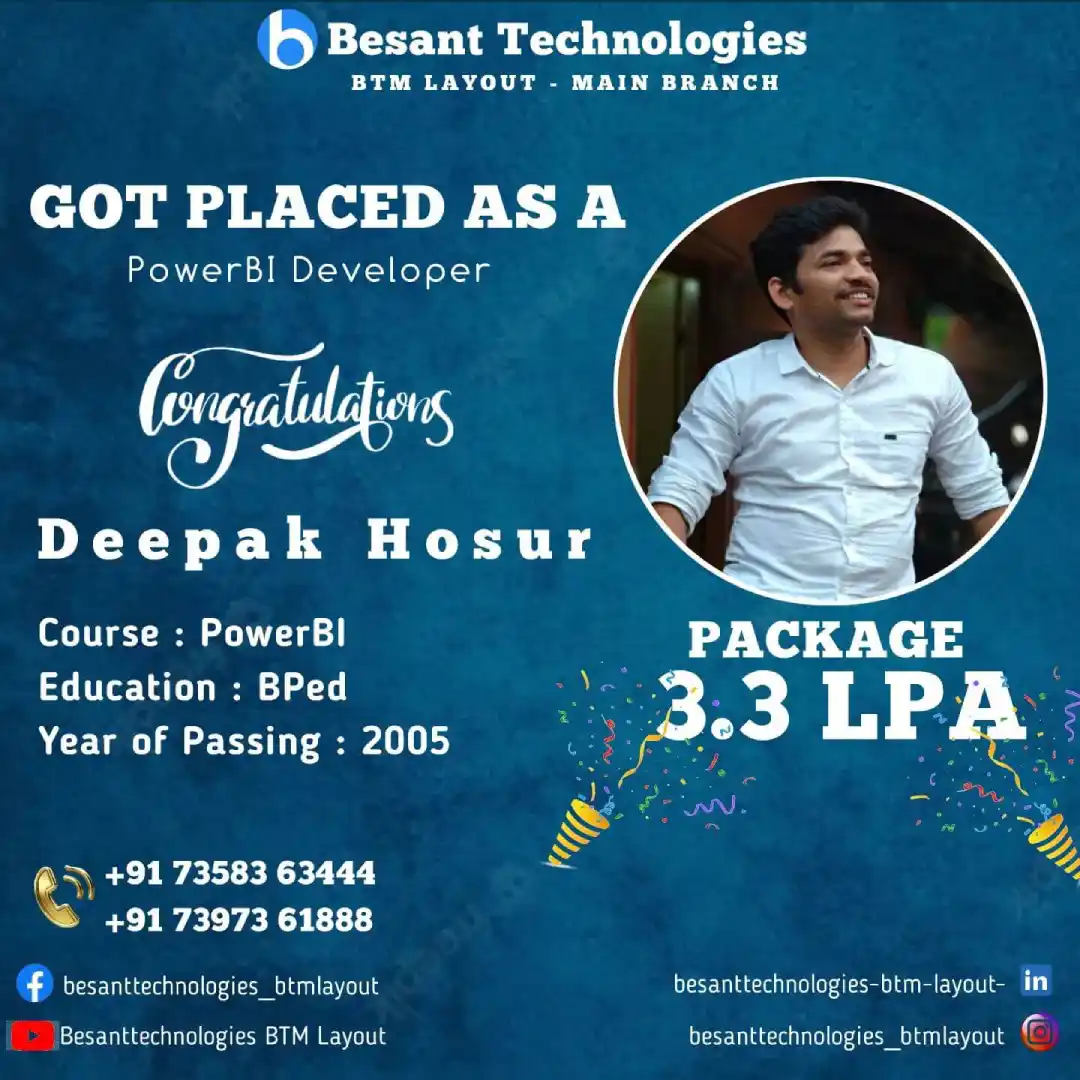 Besant Technologies
BTM LAYOUT - MAIN BRANCH
GOT PLACED AS A
PowerBI Developer
Congratulations
Deepak Hosur
Course : PowerBI
Education : BPed
Year of Passing : 2005
PACKAGE
3.3 LPA
+91 73583 63444
+91 73973 61888
besanttechnologies_btmlayout
Besanttechnologies BTM Layout
besanttechnologies-btm-layout-
besanttechnologies_btmlayout